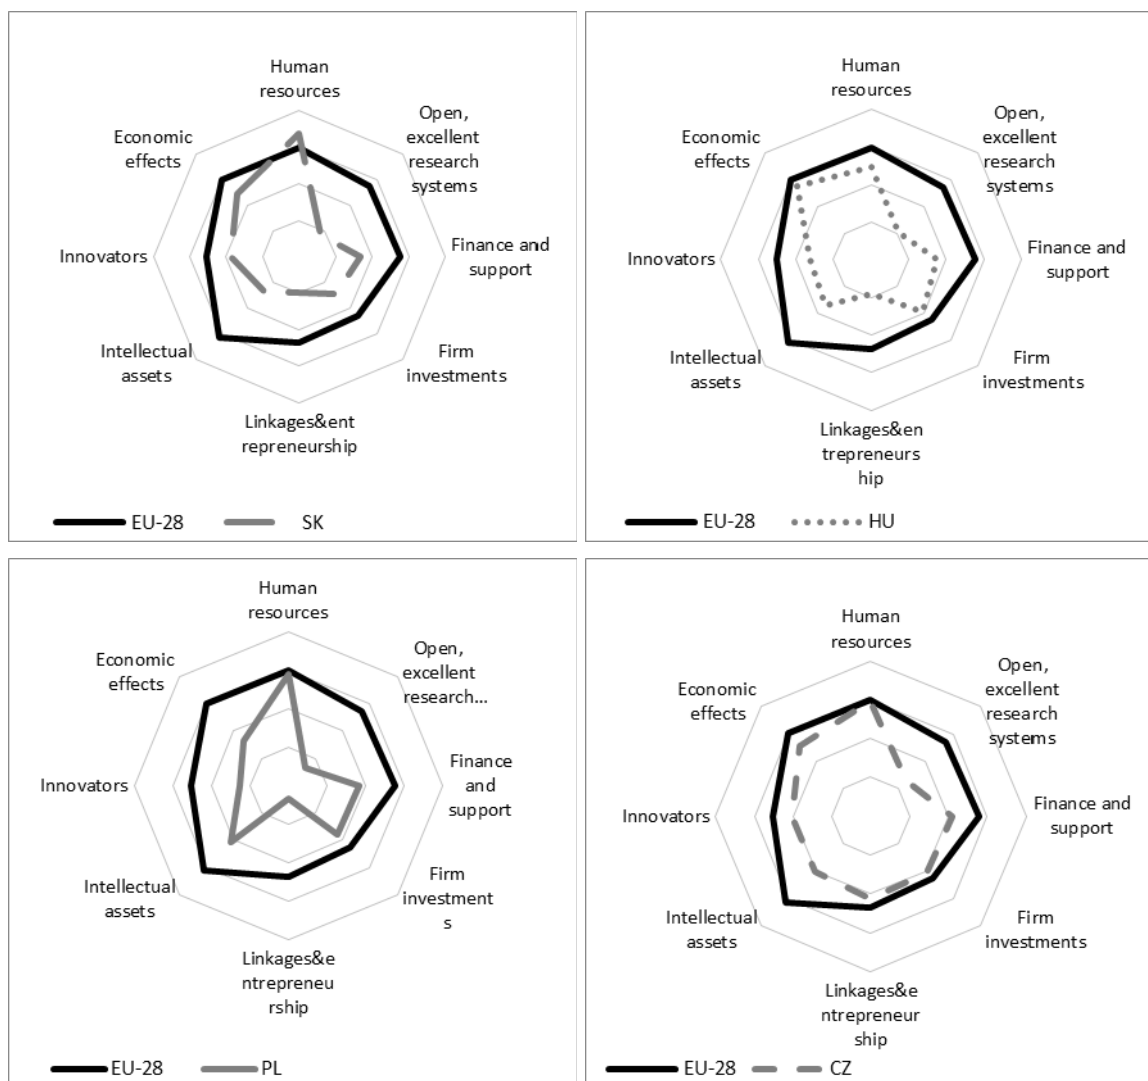 Human
resources
Open,
excellent
research
systems
Finance and
support
Firm
investments
Linkages&ent
repreneurship
Intellectual
assets
Innovators
Economic
effects
EU-28
SK
Human
resources
Open,
excellent
research
systems
Finance and
support
Firm
investments
Linkages&en
trepreneurs
hip
Intellectual
assets
Innovators
Economic
effects
EU-28
HU
Human
resources
Open,
excellent
research...
Finance
and
support
Firm
investment
s
Linkages&e
ntrepreneu
rship
Intellectual
assets
Innovators
Economic
effects
EU-28
PL
Human
resources
Open,
excellent
research
systems
Finance and
support
Firm
investments
Linkages&e
ntrepreneur
ship
Intellectual
assets
Innovators
Economic
effects
EU-28
CZ